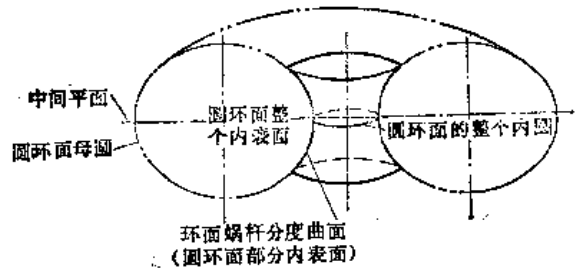 中间平面
圆环面母圆
圆环面整
个内表面
圆环面的整个内圆
环面蜗杆分度曲面
（圆环面部分内表面）